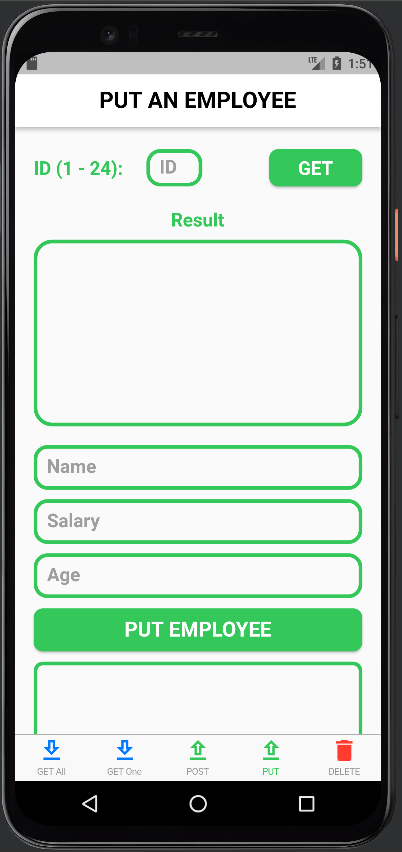 LTE 1:51
PUT AN EMPLOYEE
ID (1 - 24): ID GET
Result
Name
Salary
Age
PUT EMPLOYEE
GET All GET One POST PUT DELETE